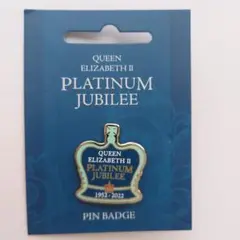 QUEEN
ELIZABETH II
PLATINUM
JUBILEE
QUEEN
ELIZABETH II
PLATINUM
JUBILEE
1952-2022
PIN BADGE